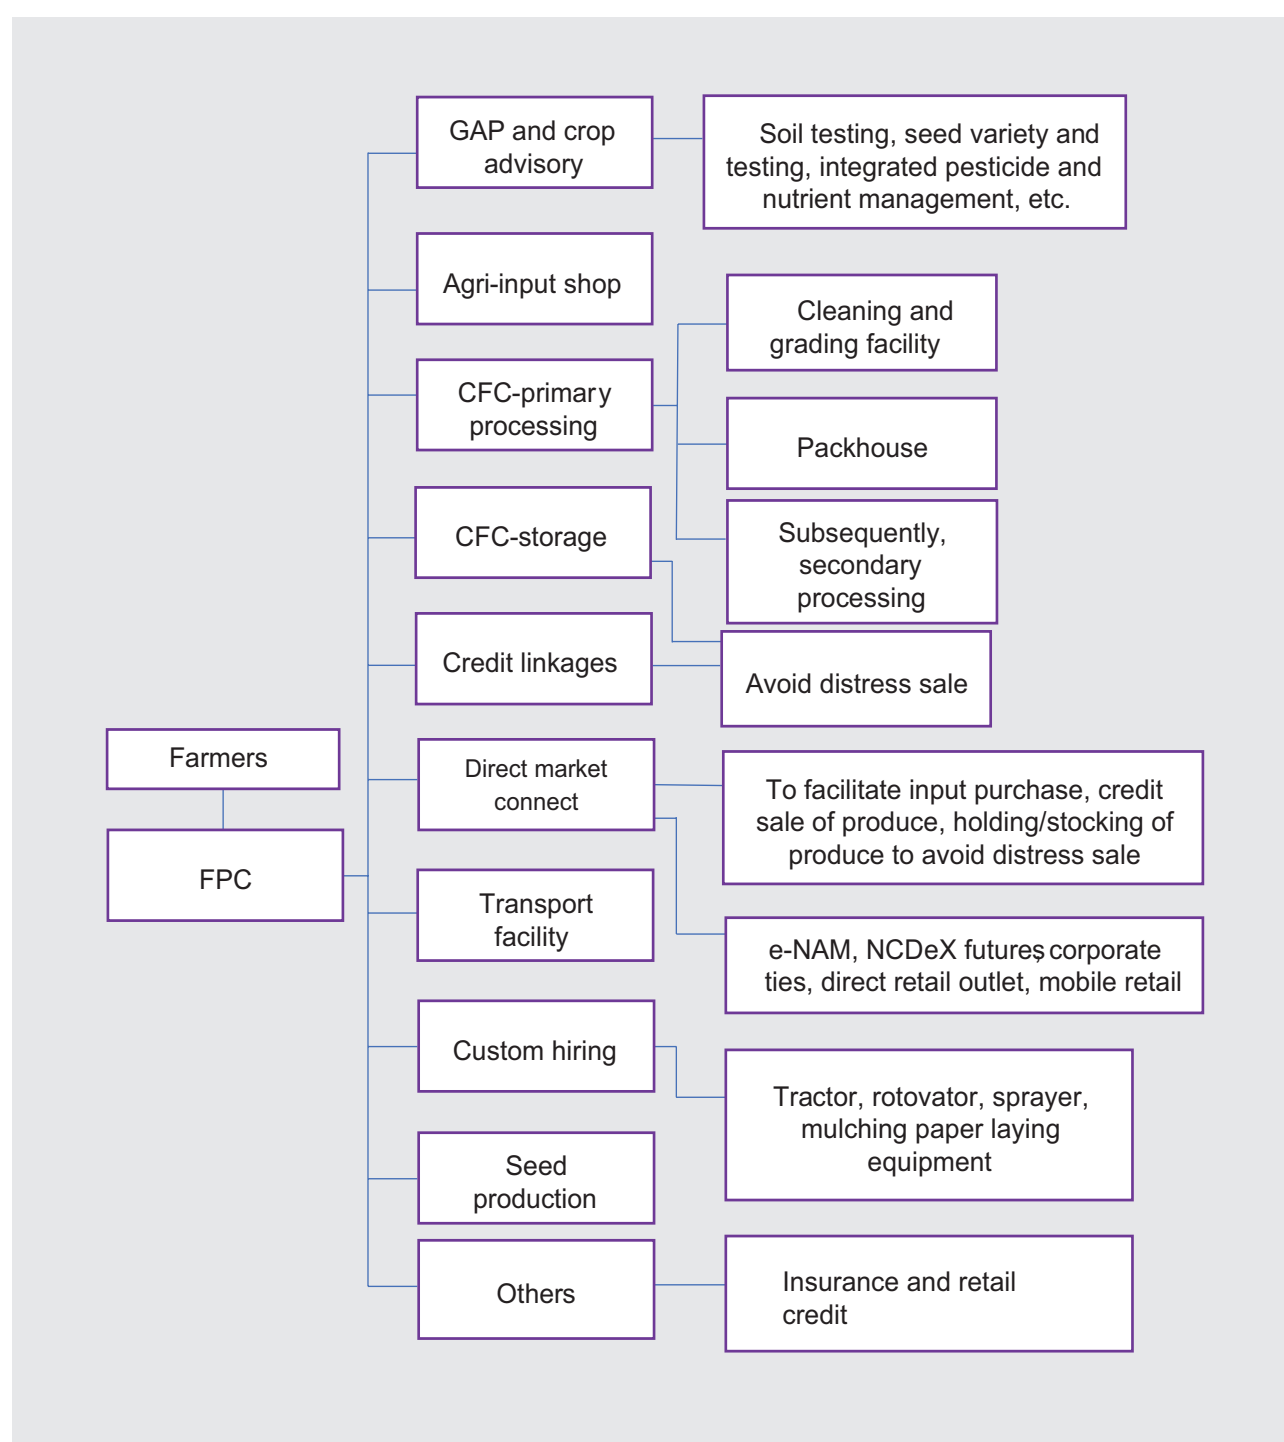 GAP and crop
advisory
Soil testing, seed variety and
testing, integrated pesticide and
nutrient management, etc.
Agri-input shop
Cleaning and
grading facility
CFC-primary
processing
Packhouse
CFC-storage
Subsequently,
secondary
processing
Credit linkages
Avoid distress sale
Farmers
FPC
Direct market
connect
To facilitate input purchase, credit
sale of produce, holding/stocking of
produce to avoid distress sale
Transport
facility
e-NAM, NCDeX futures, corporate
ties, direct retail outlet, mobile retail
Custom hiring
Tractor, rotovator, sprayer,
mulching paper laying
equipment
Seed
production
Others
Insurance and retail
credit